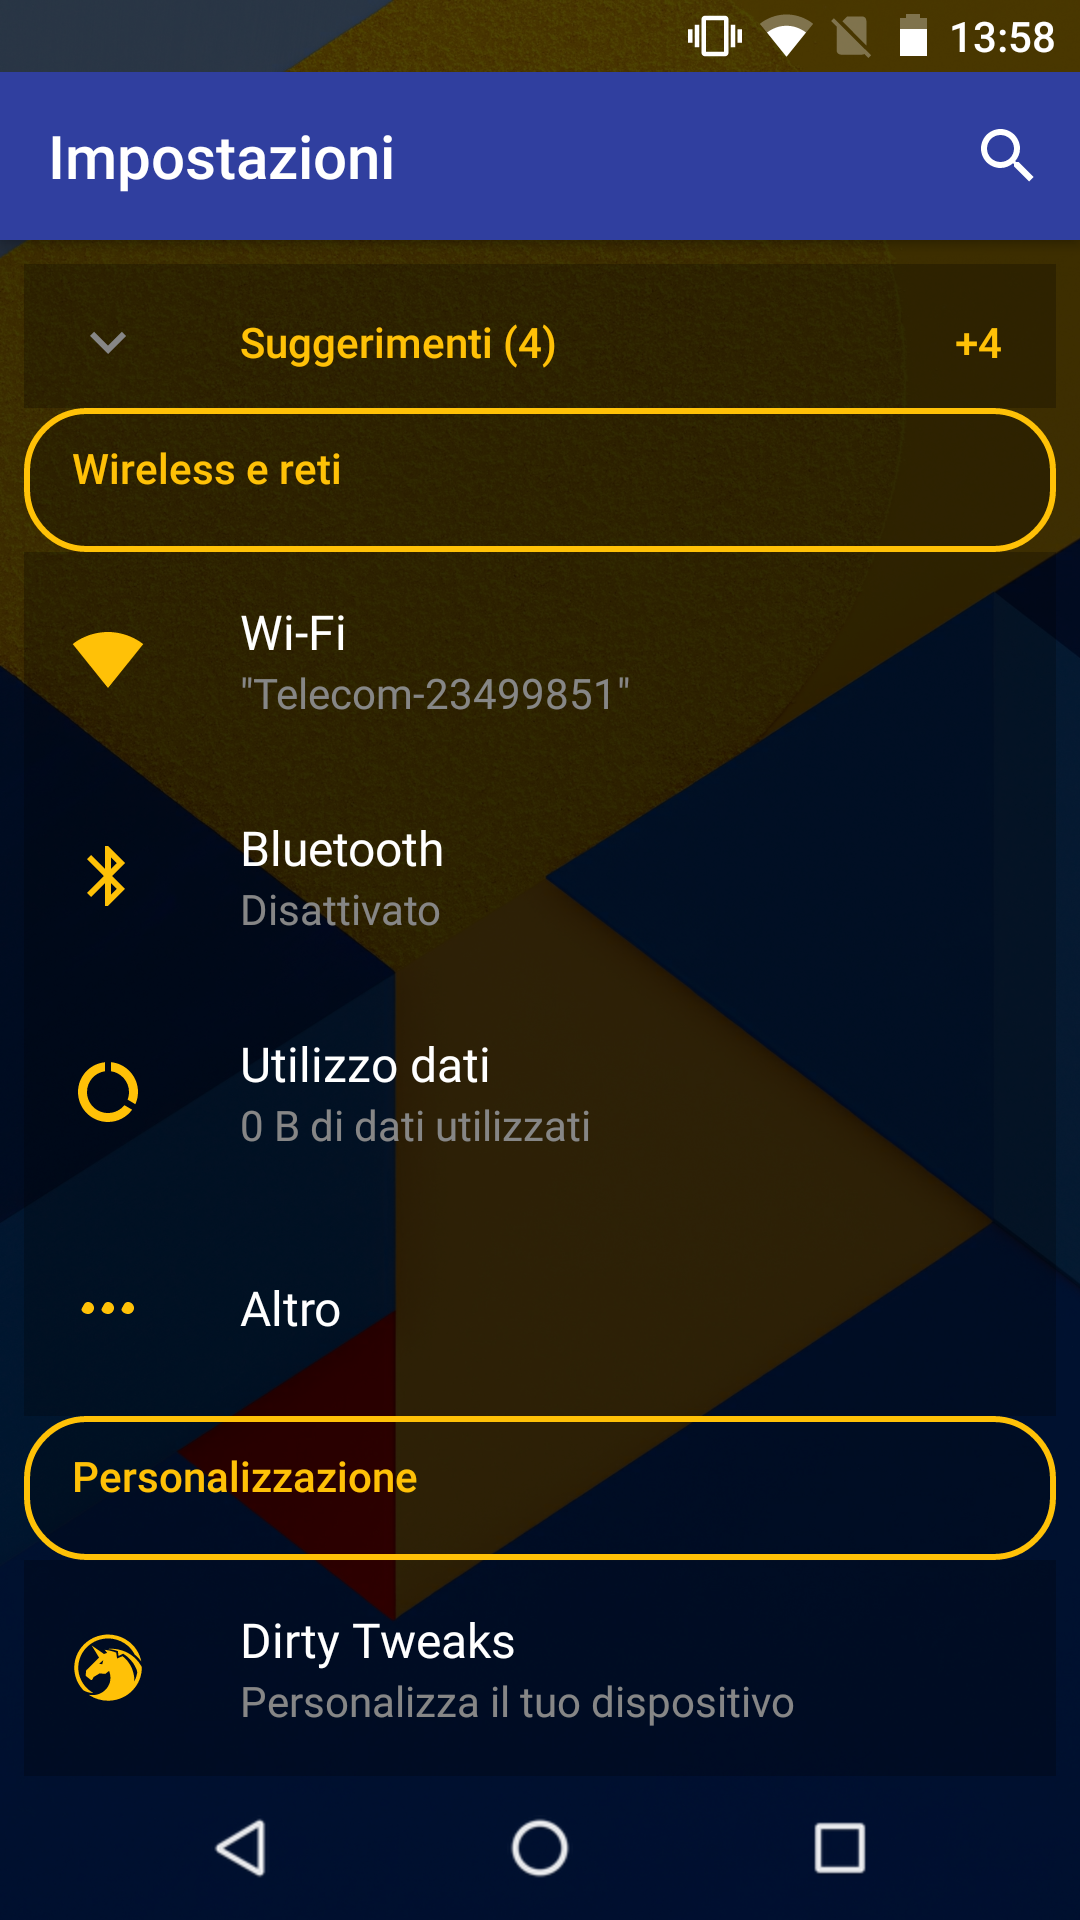 13:58
Impostazioni
Suggerimenti (4) +4
Wireless e reti
Wi-Fi
"Telecom-23499851"
Bluetooth
Disattivato
Utilizzo dati
0 B di dati utilizzati
Altro
Personalizzazione
Dirty Tweaks
Personalizza il tuo dispositivo